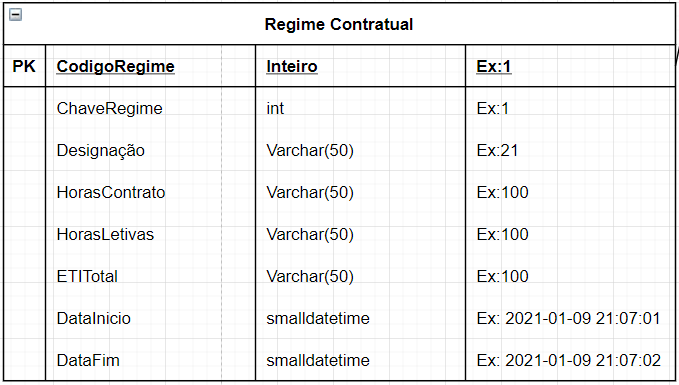 Regime Contratual
PK CodigoRegime Inteiro Ex:1
ChaveRegime int Ex:1
Designação Varchar(50) Ex:21
HorasContrato Varchar(50) Ex:100
HorasLetivas Varchar(50) Ex:100
ETITotal Varchar(50) Ex:100
DataInicio smalldatetime Ex: 2021-01-09 21:07:01
DataFim smalldatetime Ex: 2021-01-09 21:07:02